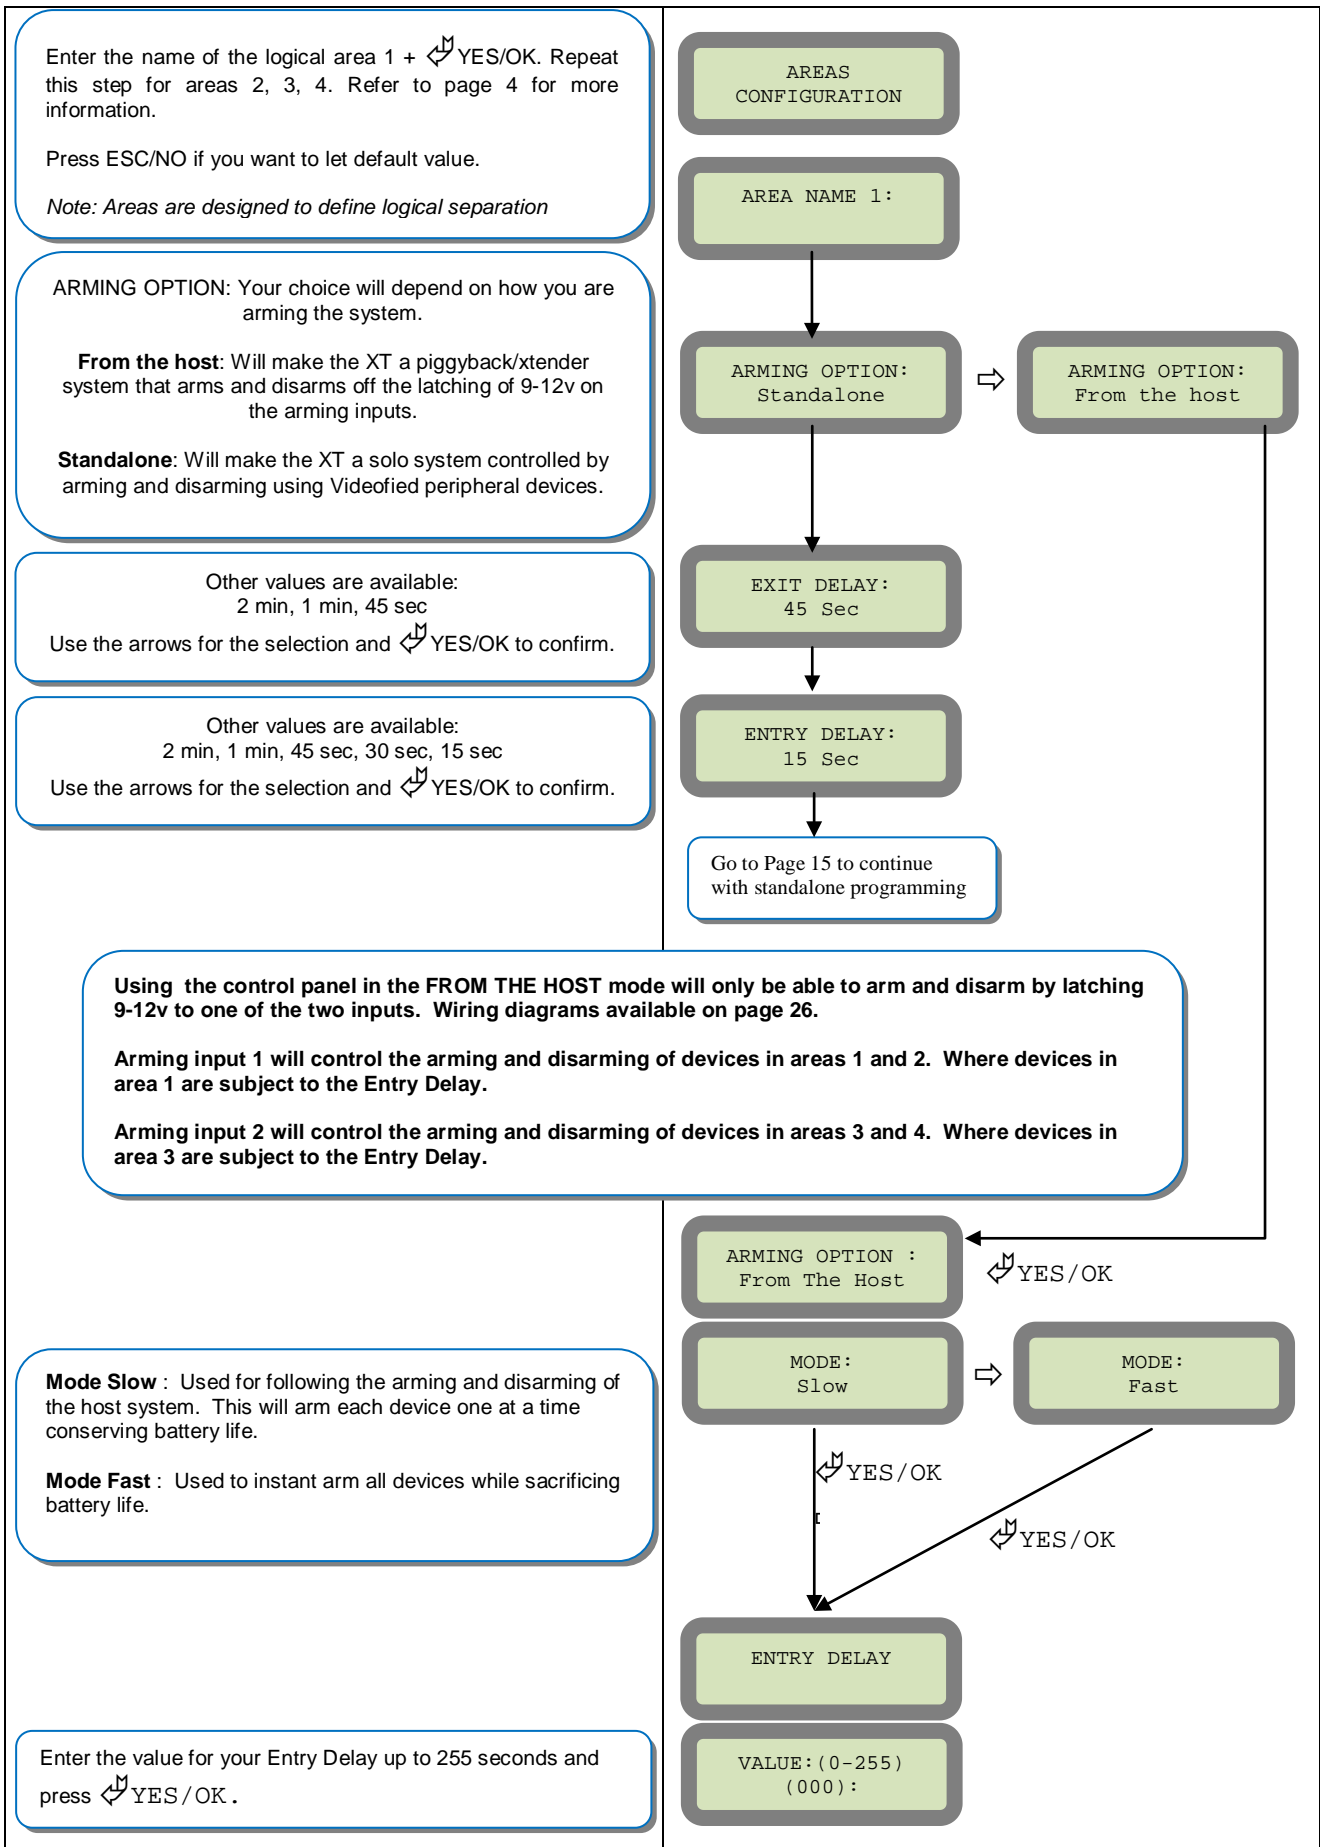 Enter the name of the logical area 1 + YES/OK. Repeat
this step for areas 2, 3, 4. Refer to page 4 for more
information.
Press ESC/NO if you want to let default value.
Note: Areas are designed to define logical separation
AREAS
CONFIGURATION
AREA NAME 1:
ARMING OPTION: Your choice will depend on how you are
arming the system.
From the host: Will make the XT a piggyback/xtender
system that arms and disarms off the latching of 9-12v on
the arming inputs.
Standalone: Will make the XT a solo system controlled by
arming and disarming using Videofied peripheral devices.
ARMING OPTION:
Standalone
ARMING OPTION:
From the host
Other values are available:
2 min, 1 min, 45 sec
Use the arrows for the selection and YES/OK to confirm.
EXIT DELAY:
45 Sec
Other values are available:
2 min, 1 min, 45 sec, 30 sec, 15 sec
Use the arrows for the selection and YES/OK to confirm.
ENTRY DELAY:
15 Sec
Go to Page 15 to continue
with standalone programming
Using the control panel in the FROM THE HOST mode will only be able to arm and disarm by latching
9-12v to one of the two inputs. Wiring diagrams available on page 26.
Arming input 1 will control the arming and disarming of devices in areas 1 and 2. Where devices in
area 1 are subject to the Entry Delay.
Arming input 2 will control the arming and disarming of devices in areas 3 and 4. Where devices in
area 3 are subject to the Entry Delay.
ARMING OPTION :
From The Host
YES/OK
Mode Slow : Used for following the arming and disarming of
the host system. This will arm each device one at a time
conserving battery life.
Mode Fast : Used to instant arm all devices while sacrificing
battery life.
MODE:
Slow
MODE:
Fast
YES/OK
YES/OK
ENTRY DELAY
Enter the value for your Entry Delay up to 255 seconds and
press YES/OK.
VALUE:(0-255)
(000):